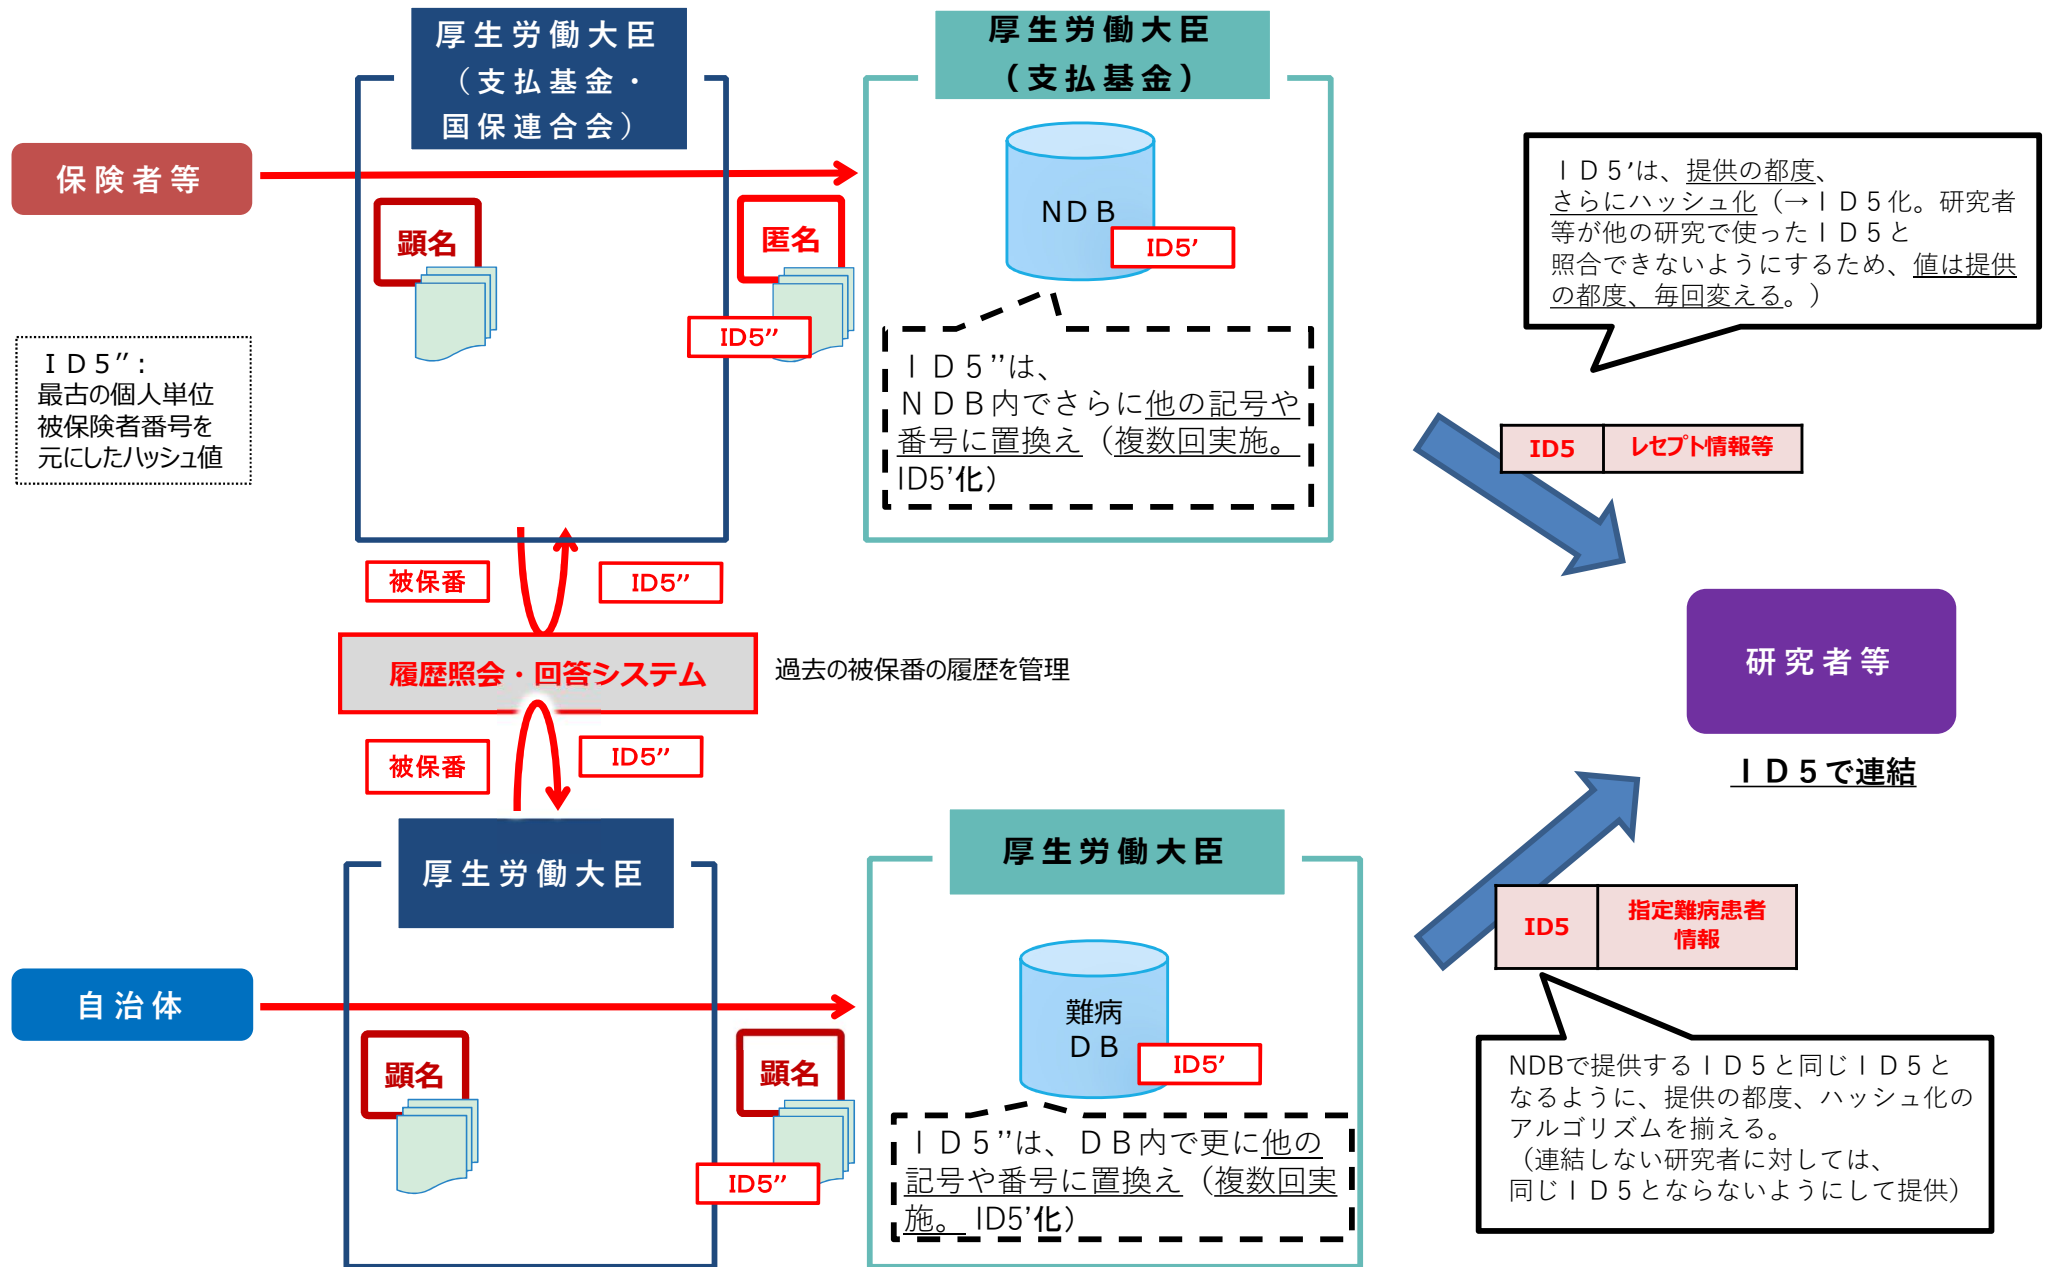 厚生労働大臣
（支払基金・
国保連合会）
厚生労働大臣
（支払基金）
保険者等
顕名
匿名
ID5’’
NDB
ID5’
ＩＤ５’は、提供の都度、
さらにハッシュ化（→ＩＤ５化。研究者
等が他の研究で使ったＩＤ５と
照合できないようにするため、値は提供
の都度、毎回変える。）
ＩＤ５’’：
最古の個人単位
被保険者番号を
元にしたハッシュ値
ＩＤ５’’は、
ＮＤＢ内でさらに他の記号や
番号に置換え（複数回実施。
ID5’化）
ID5 レセプト情報等
被保番
ID5’’
履歴照会・回答システム
過去の被保番の履歴を管理
被保番
ID5’’
研究者等
ＩＤ５で連結
厚生労働大臣
厚生労働大臣
自治体
顕名
顕名
ID5’’
難病
ＤＢ
ID5’
ＩＤ５’’は、ＤＢ内で更に他の
記号や番号に置換え（複数回実
施。ID5’化）
ID5 指定難病患者
情報
NDBで提供するＩＤ５と同じＩＤ５と
なるように、提供の都度、ハッシュ化の
アルゴリズムを揃える。
（連結しない研究者に対しては、
同じＩＤ５とならないようにして提供）